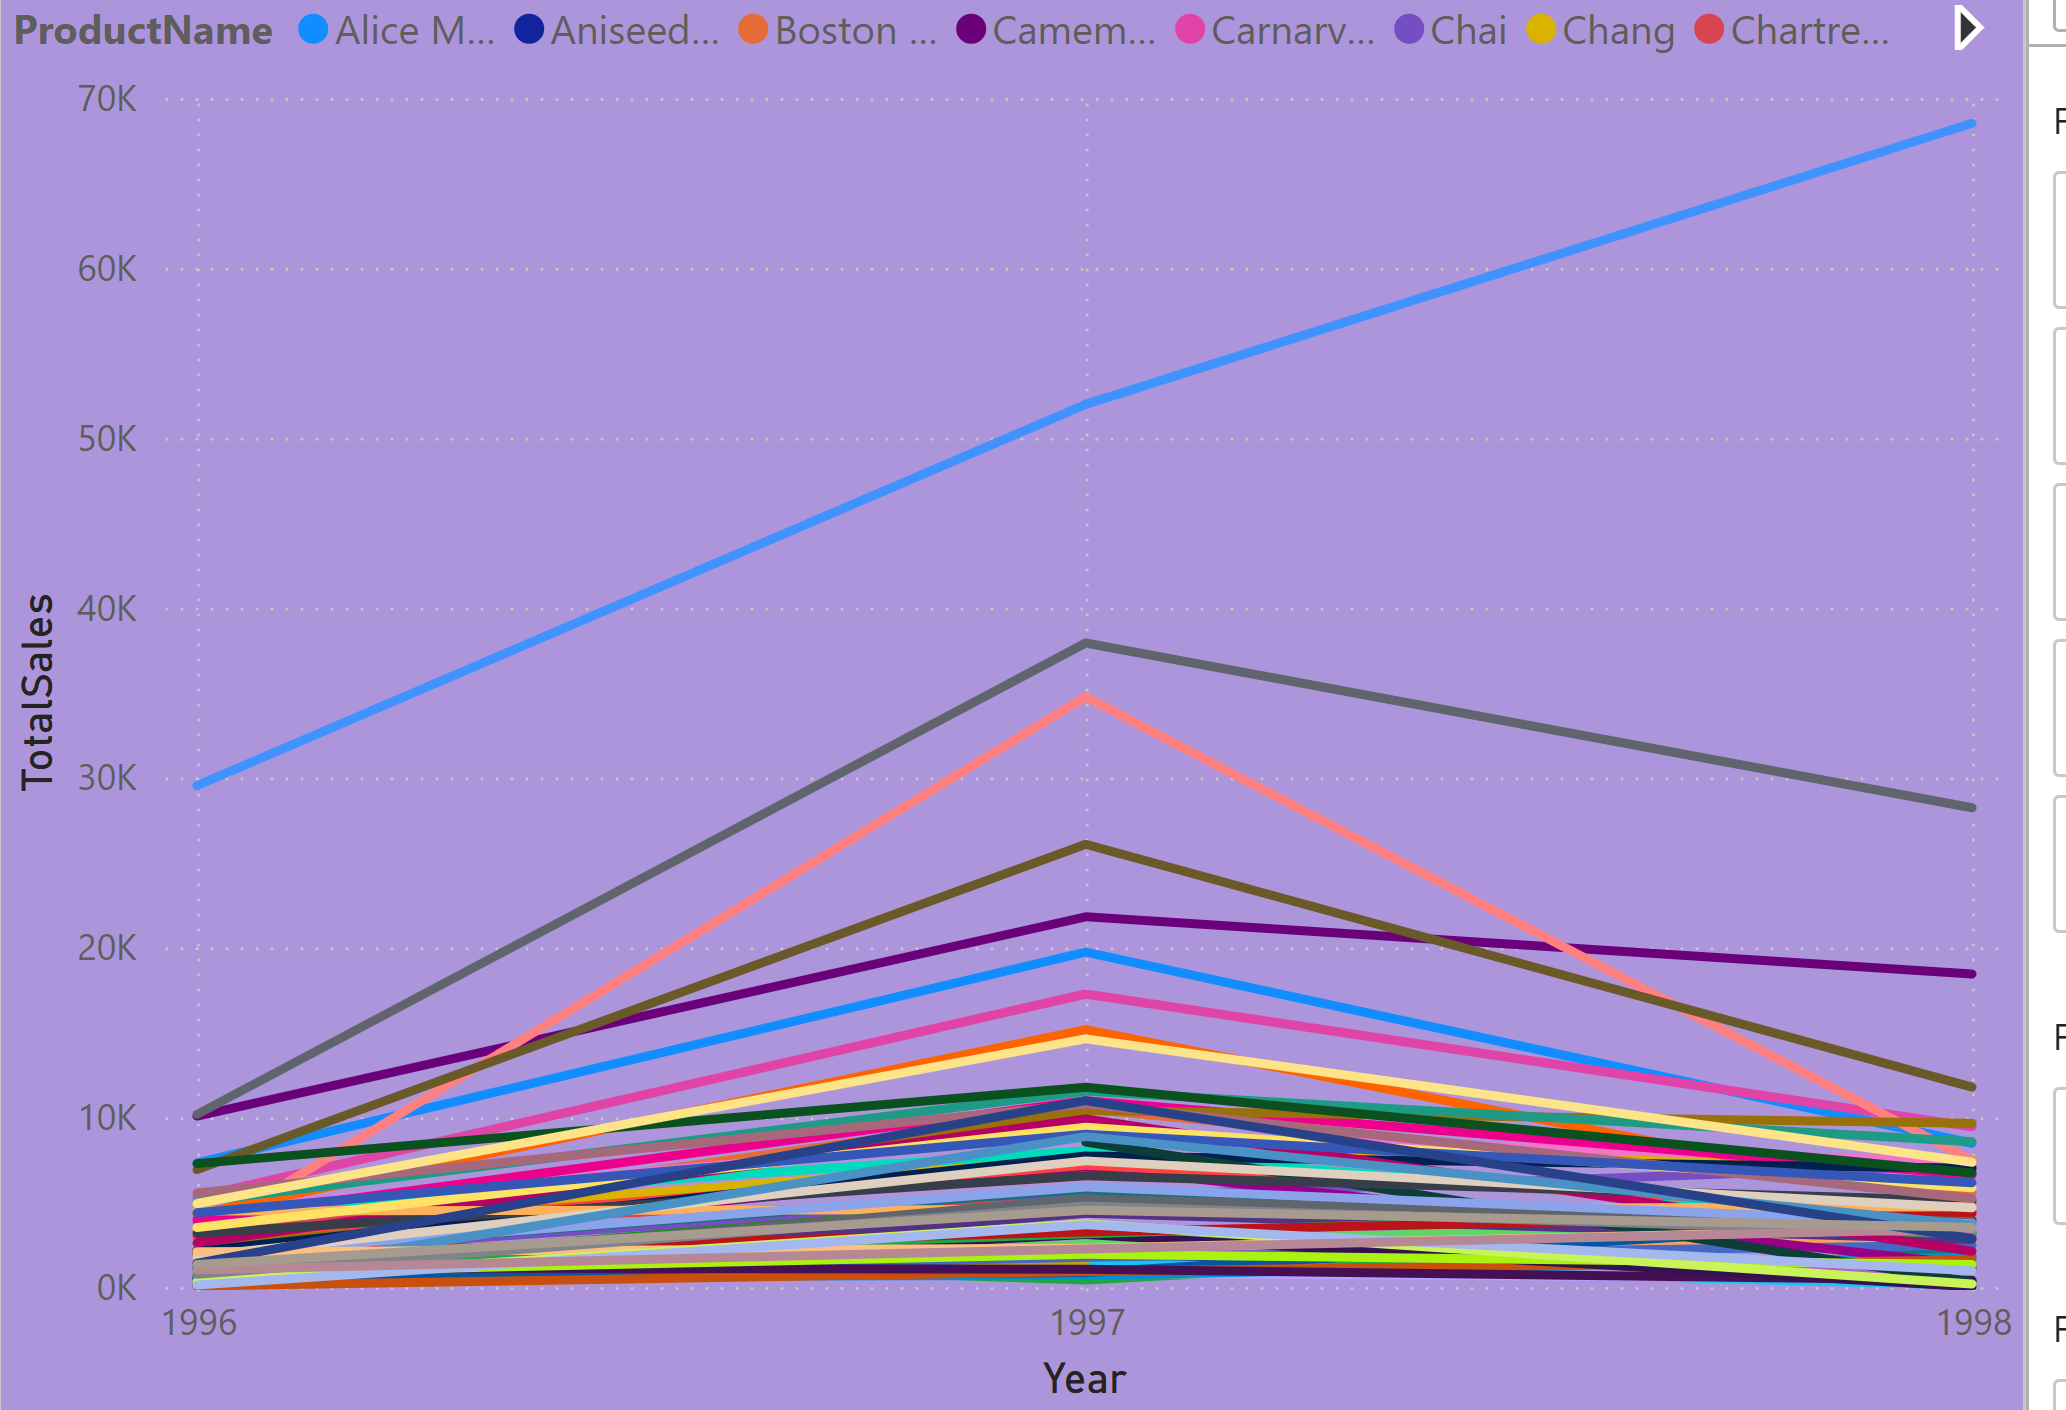 ProductName Alice M... Aniseed... Boston ... Camem... Carnarv... Chai Chang Chartre...
70K
60K
50K
40K
30K
20K
10K
0K
TotalSales
1996 1997 1998
Year